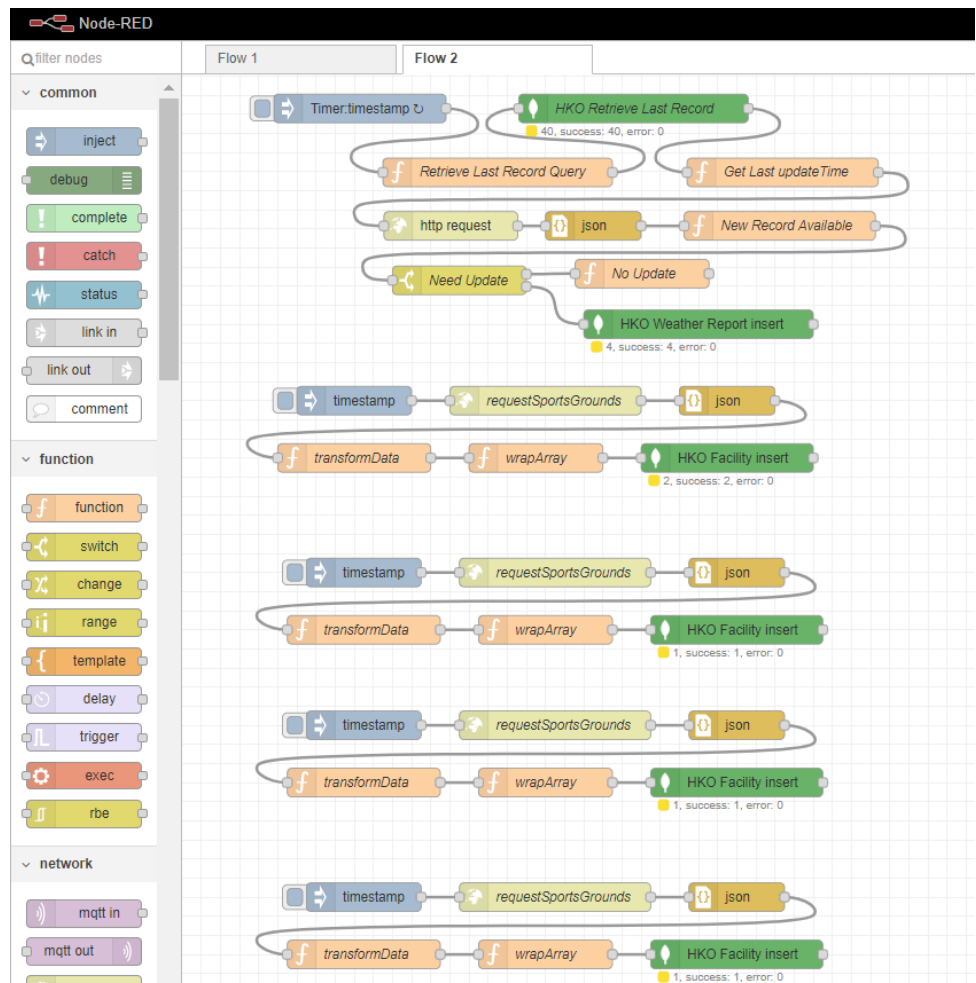 Node-RED
filter nodes
Flow 1
Flow 2
common
inject
debug
complete
catch
status
link in
link out
comment
function
function
switch
change
range
template
delay
trigger
exec
rbe
network
mqtt in
mqtt out
Timer:timestamp ↻
HKO Retrieve Last Record
40, success: 40, error: 0
Retrieve Last Record Query
Get Last updateTime
http request
json
New Record Available
Need Update
No Update
HKO Weather Report insert
4, success: 4, error: 0
timestamp
requestSportsGrounds
json
transformData
wrapArray
HKO Facility insert
2, success: 2, error: 0
timestamp
requestSportsGrounds
json
transformData
wrapArray
HKO Facility insert
1, success: 1, error: 0
timestamp
requestSportsGrounds
json
transformData
wrapArray
HKO Facility insert
1, success: 1, error: 0
timestamp
requestSportsGrounds
json
transformData
wrapArray
HKO Facility insert
1, success: 1, error: 0